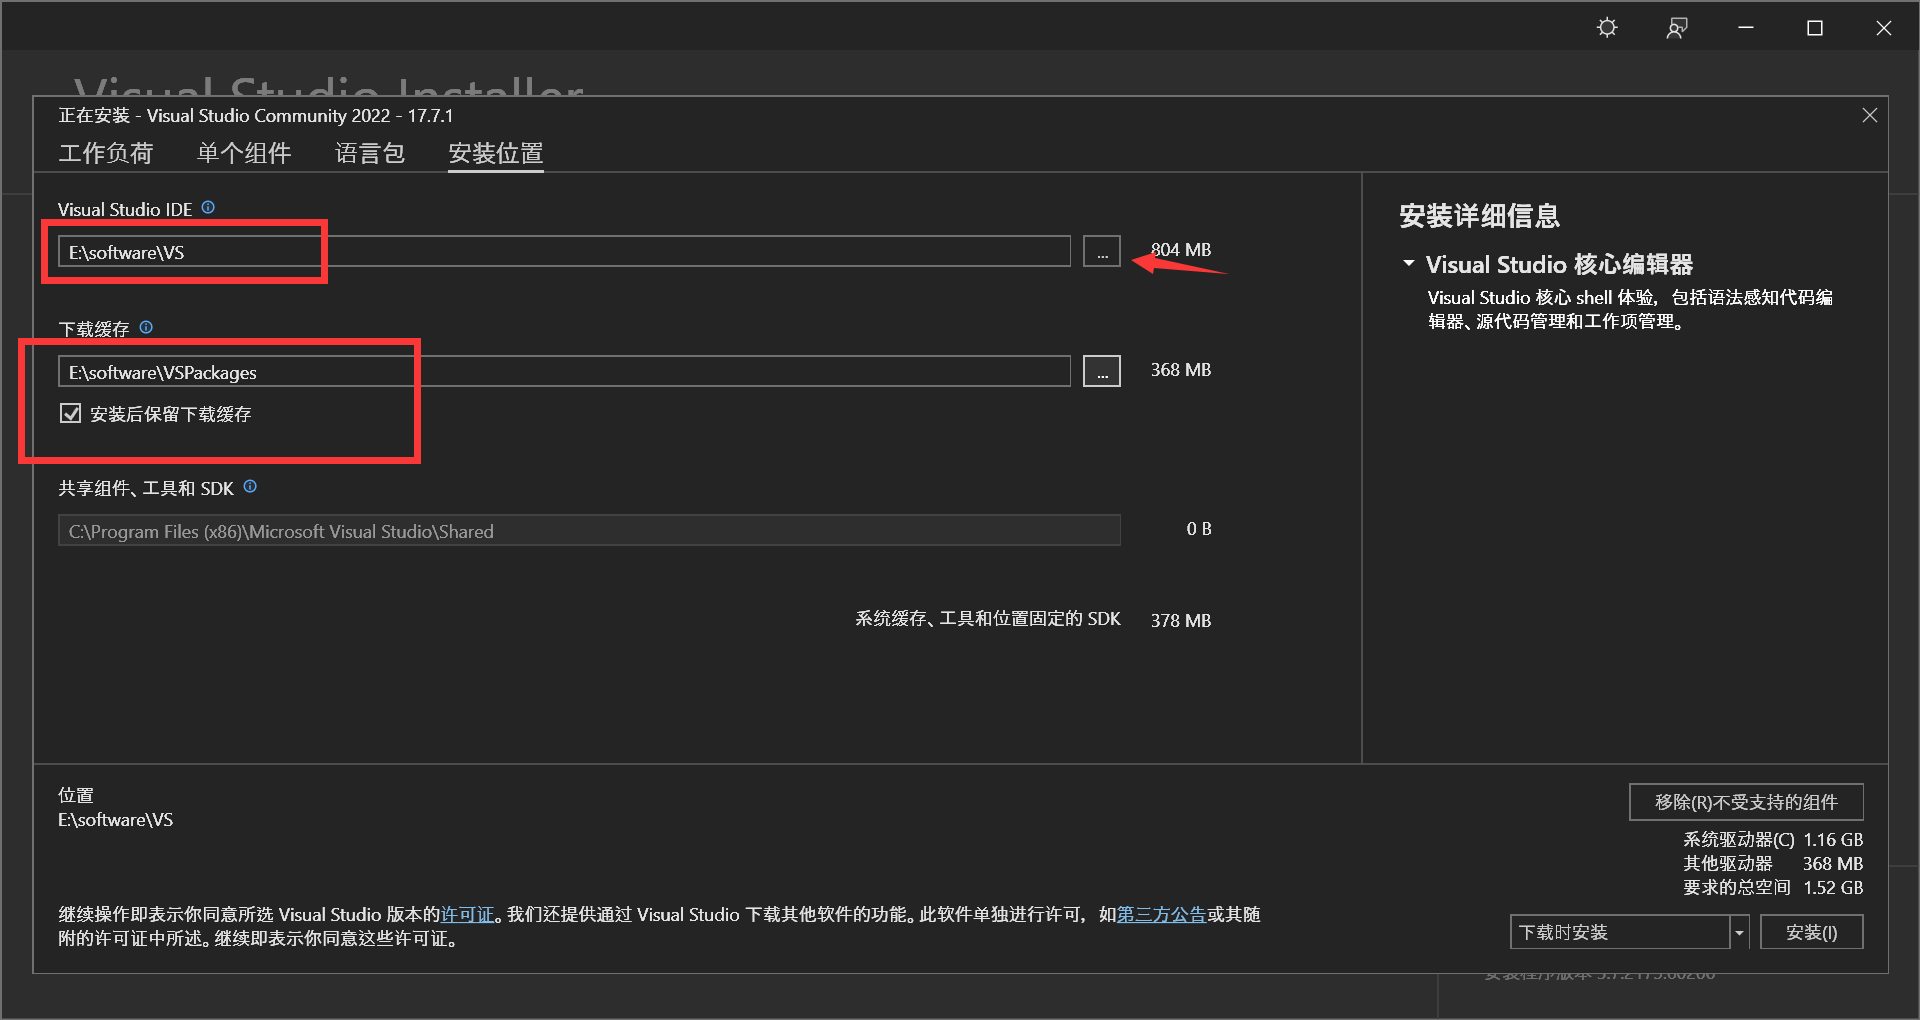 Visual Studio Installer
正在安装 - Visual Studio Community 2022 - 17.7.1
工作负荷 单个组件 语言包 安装位置
Visual Studio IDE
E:\software\VS ... 804 MB
下载缓存
E:\software\VSPackages ... 368 MB
安装后保留下载缓存
共享组件、工具和 SDK
C:\Program Files (x86)\Microsoft Visual Studio\Shared 0 B
系统缓存、工具和位置固定的 SDK 378 MB
安装详细信息
Visual Studio 核心编辑器
Visual Studio 核心 shell 体验，包括语法感知代码编
辑器、源代码管理和工作项管理。
位置
E:\software\VS
移除(R)不受支持的组件
系统驱动器(C) 1.16 GB
其他驱动器 368 MB
要求的总空间 1.52 GB
继续操作即表示你同意所选 Visual Studio 版本的许可证。我们还提供通过 Visual Studio 下载其他软件的功能。此软件单独进行许可，如第三方公告或其随
附的许可证中所述。继续即表示你同意这些许可证。
下载时安装 安装(I)
安装程序版本